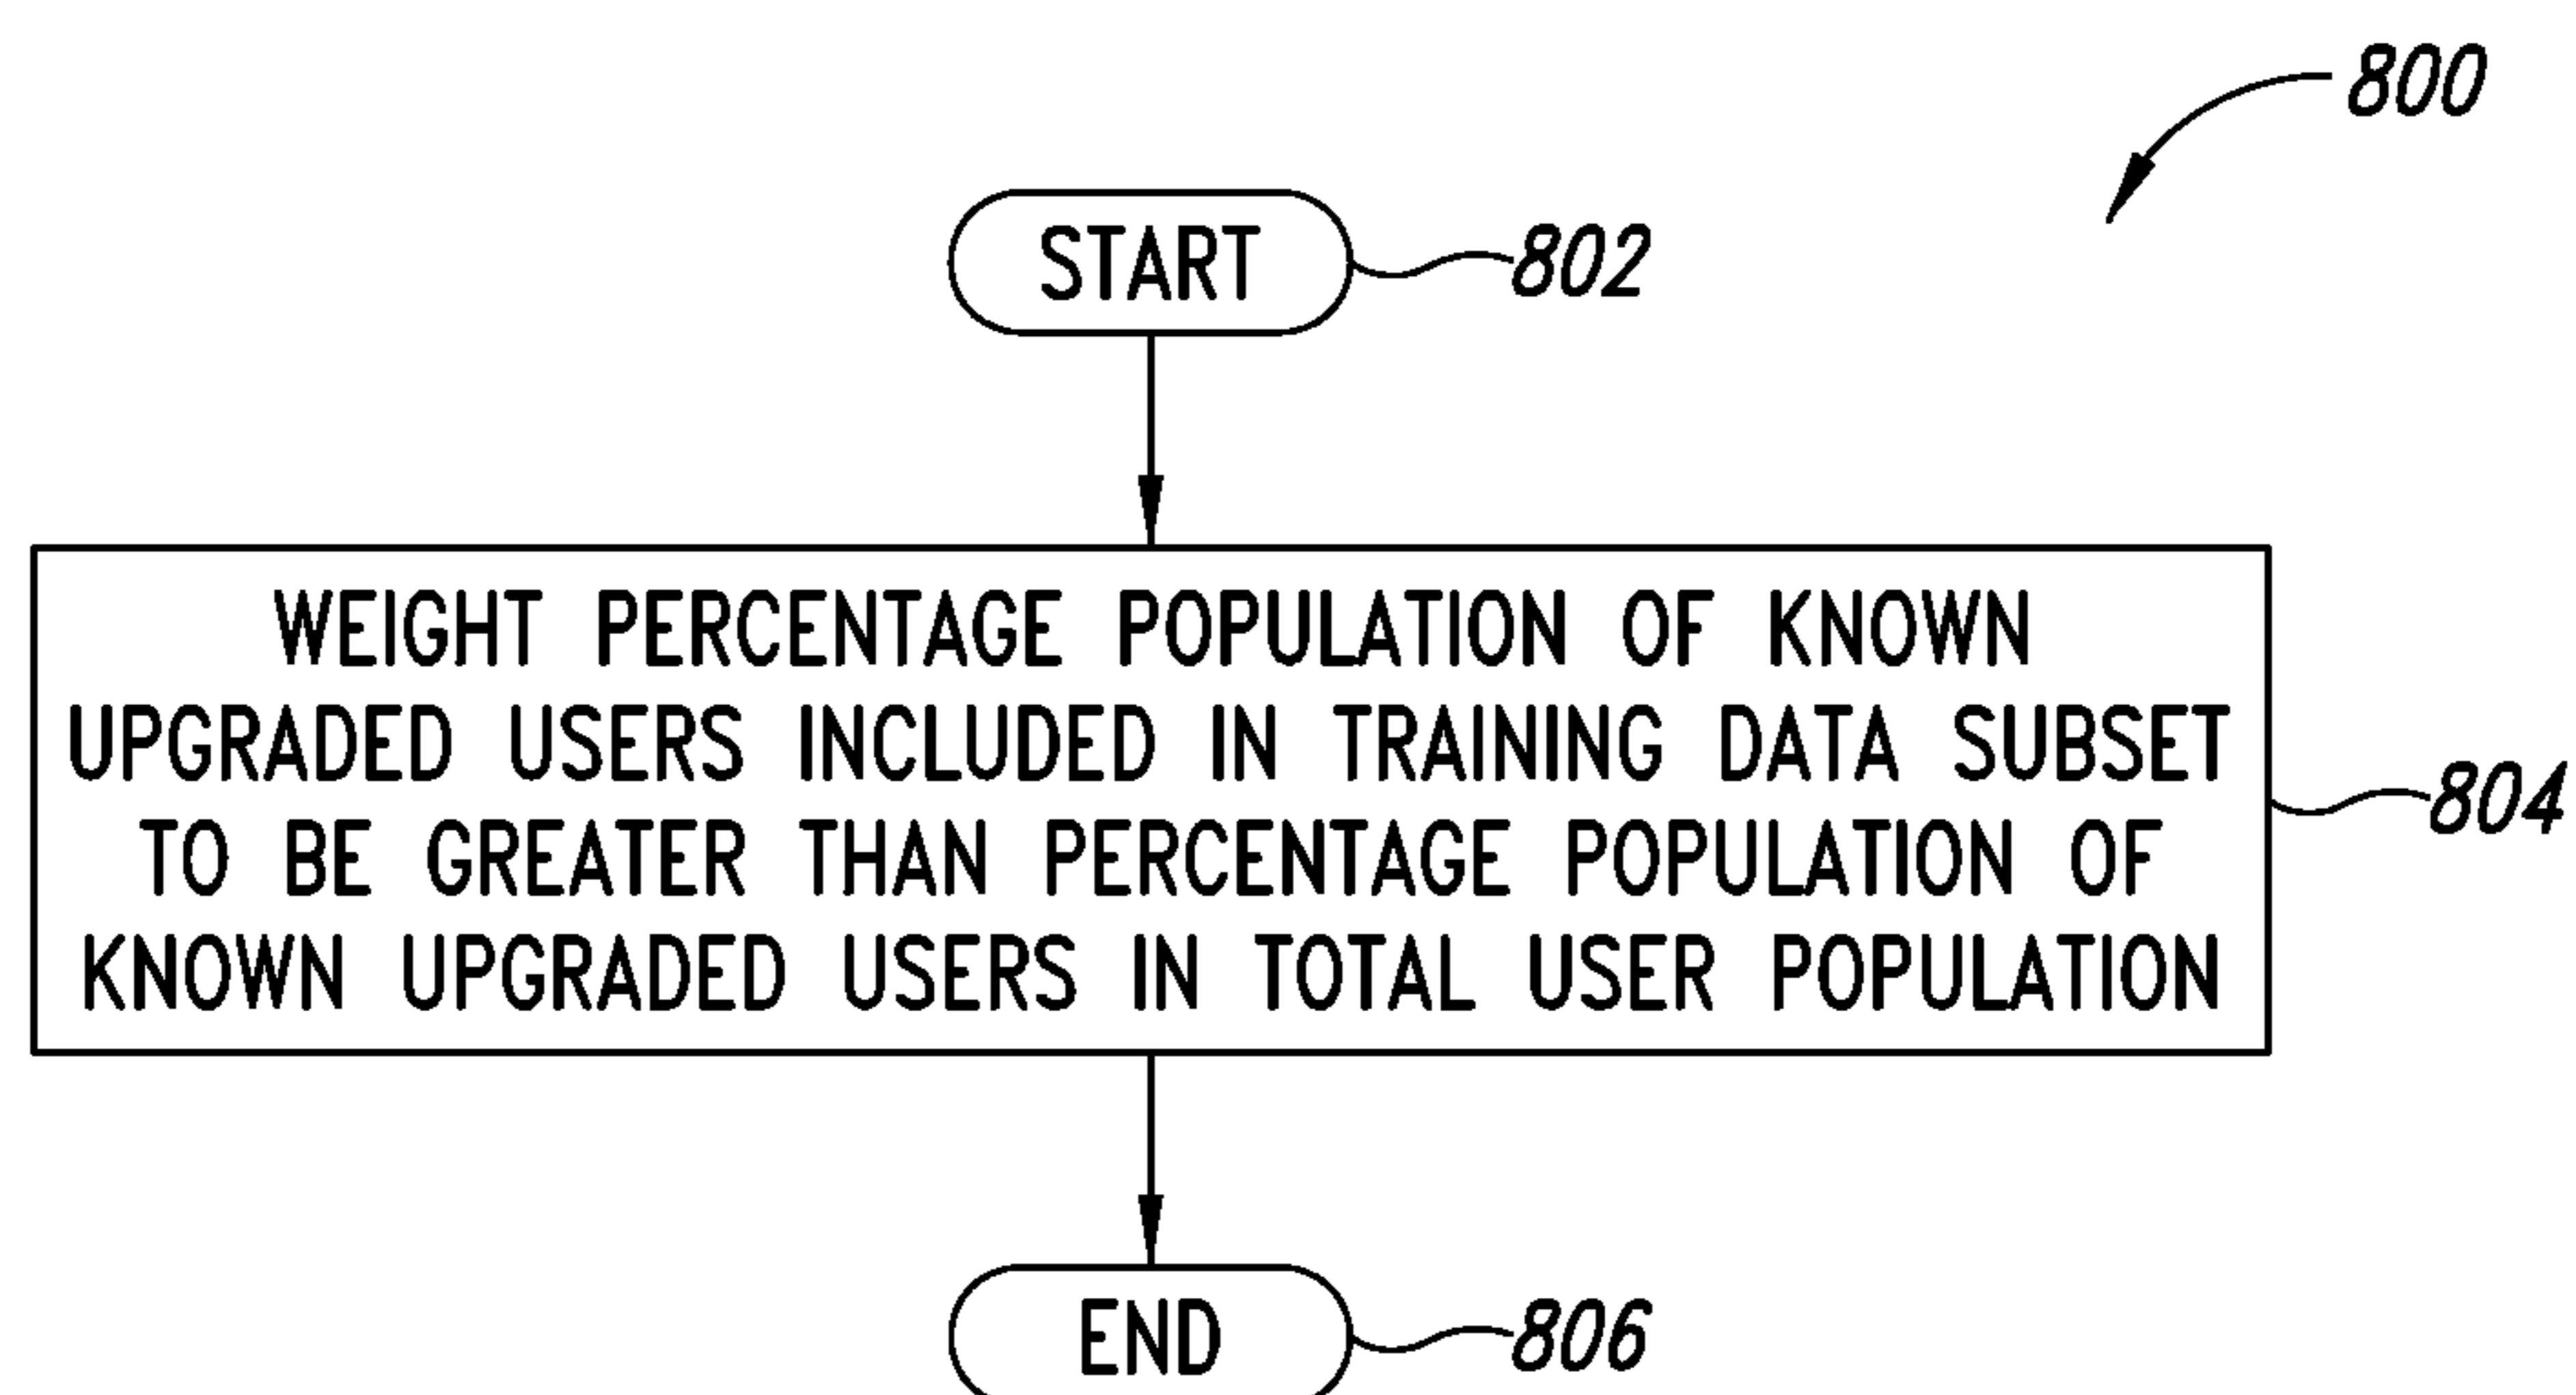 800
START
802
WEIGHT PERCENTAGE POPULATION OF KNOWN
UPGRADED USERS INCLUDED IN TRAINING DATA SUBSET
TO BE GREATER THAN PERCENTAGE POPULATION OF
KNOWN UPGRADED USERS IN TOTAL USER POPULATION
804
END
806